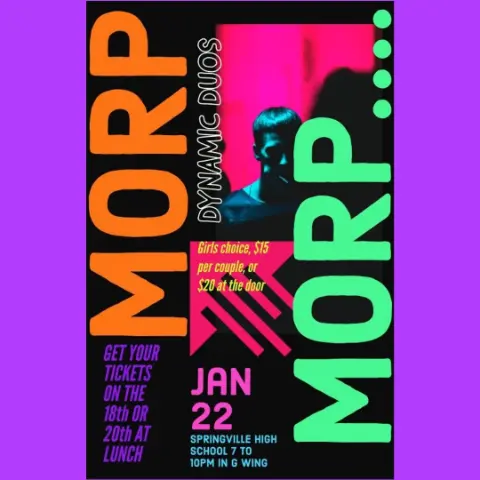 MORP
DYNAMIC DUOS
MORP....
Girls choice, $15
per couple, or
$20 at the door
GET YOUR
TICKETS
ON THE
18th OR
20th AT
LUNCH
JAN
22
SPRINGVILLE HIGH
SCHOOL 7 TO
10PM IN G WING